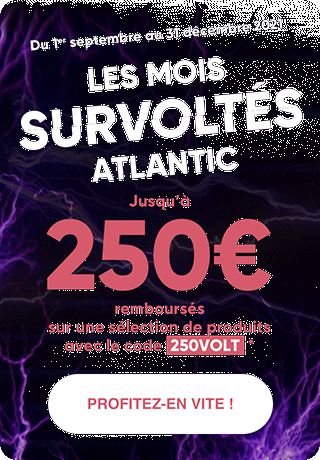 Du 1er septembre au 31 décembre
LES MOIS
SURVOLTÉS
ATLANTIC
Jusqu'à
250€
remboursés
sur une sélection de produits
avec le code 250VOLT *
PROFITEZ-EN VITE !